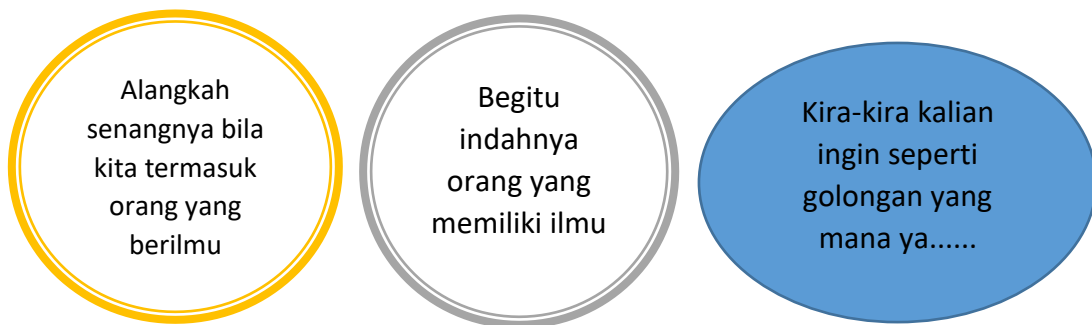 Alangkah
senangnya bila
kita termasuk
orang yang
berilmu
Begitu
indahnya
orang yang
memiliki ilmu
Kira-kira kalian
ingin seperti
golongan yang
mana ya......